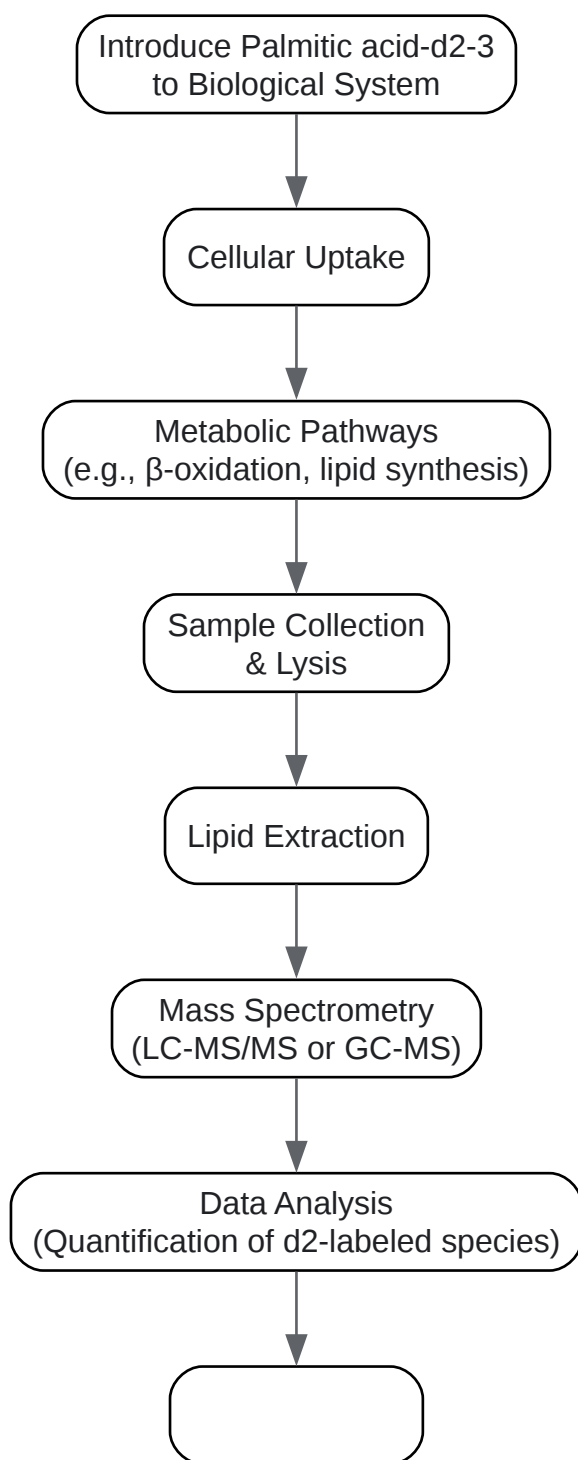 Introduce Palmitic acid-d2-3
to Biological System
Cellular Uptake
Metabolic Pathways
(e.g., β-oxidation, lipid synthesis)
Sample Collection
& Lysis
Lipid Extraction
Mass Spectrometry
(LC-MS/MS or GC-MS)
Data Analysis
(Quantification of d2-labeled species)